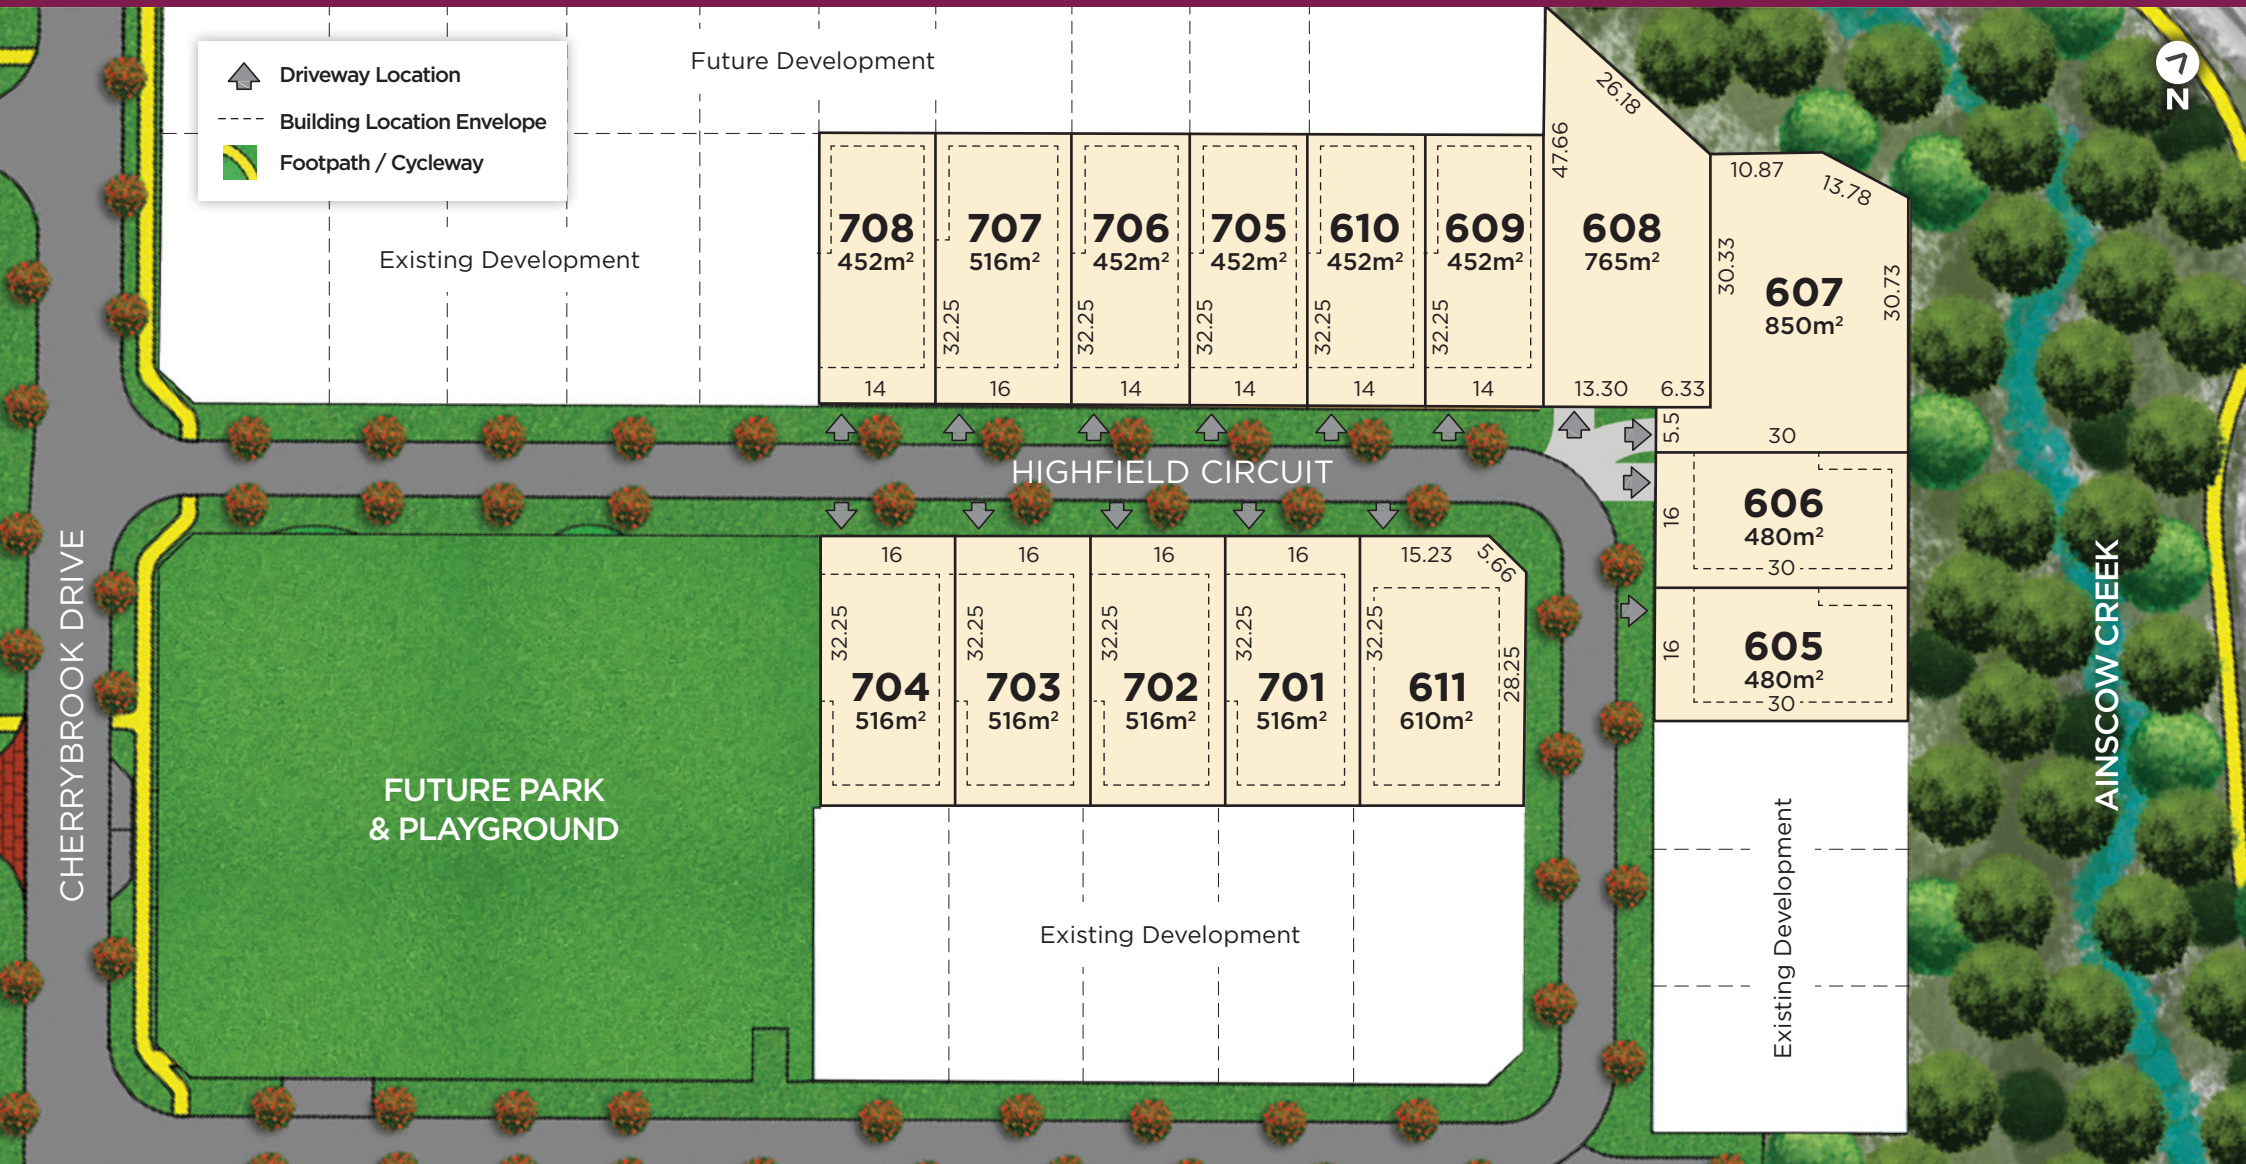 Driveway Location
Building Location Envelope
Footpath / Cycleway
Future Development
Existing Development
N
708
452m²
14
707
516m²
32.25
16
706
452m²
32.25
14
705
452m²
32.25
14
610
452m²
32.25
14
609
452m²
32.25
14
26.18
47.66
608
765m²
13.30
6.33
10.87
13.78
30.33
607
850m²
30.73
5.5
30
HIGHFIELD CIRCUIT
16
606
480m²
30
16
605
480m²
30
16
32.25
704
516m²
16
32.25
703
516m²
16
32.25
702
516m²
16
32.25
701
516m²
15.23
5.66
32.25
611
610m²
28.25
CHERRYBROOK DRIVE
FUTURE PARK
& PLAYGROUND
Existing Development
Existing Development
AINSCOW CREEK